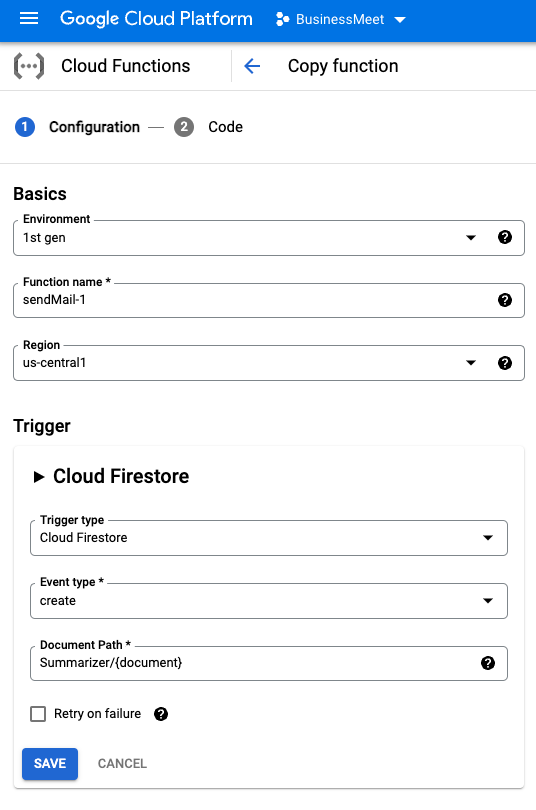 Google Cloud Platform BusinessMeet
Cloud Functions Copy function
1 Configuration 2 Code
Basics
Environment
1st gen
Function name *
sendMail-1
Region
us-central1
Trigger
Cloud Firestore
Trigger type
Cloud Firestore
Event type *
create
Document Path *
Summarizer/{document}
Retry on failure
SAVE CANCEL